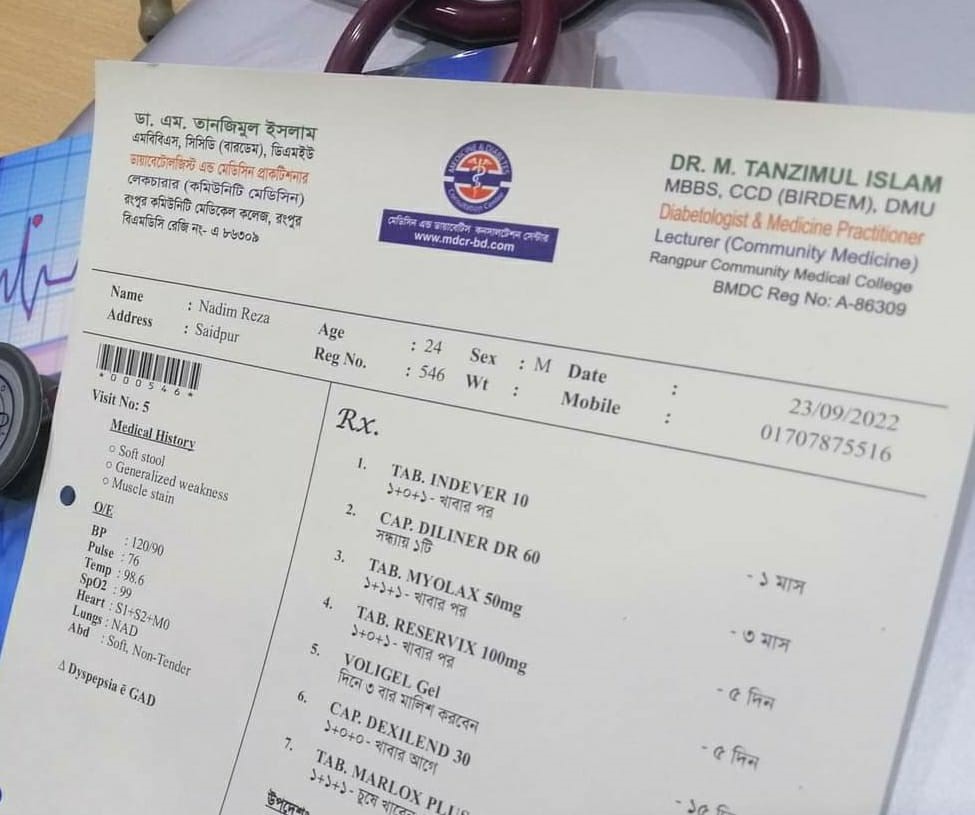 ডা. এম. তানজিমুল ইসলাম
এমবিবিএস, সিসিডি (বারডেম), ডিএমইউ
ডায়াবেটোলজিস্ট এন্ড মেডিসিন প্রাকটিশনার
লেকচারার (কমিউনিটি মেডিসিন)
রংপুর কমিউনিটি মেডিকেল কলেজ, রংপুর
বিএমডিসি রেজি নং- এ ৮৬৩০৯
MEDICINE & DIABETES
Consultation Center
মেডিসিন এন্ড ডায়াবেটিস কনসালটেশন সেন্টার
www.mdcr-bd.com
DR. M. TANZIMUL ISLAM
MBBS, CCD (BIRDEM), DMU
Diabetologist & Medicine Practitioner
Lecturer (Community Medicine)
Rangpur Community Medical College
BMDC Reg No: A-86309
Name : Nadim Reza Age : 24 Sex : M Date : 23/09/2022
Address : Saidpur Reg No. : 546 Wt : Mobile : 01707875516
*000546*
Visit No: 5
Medical History
○ Soft stool
○ Generalized weakness
○ Muscle stain
O/E
BP : 120/90
Pulse : 76
Temp : 98.6
SpO2 : 99
Heart : S1+S2+M0
Lungs : NAD
Abd : Soft, Non-Tender
Δ Dyspepsia ē GAD
Rx.
1. TAB. INDEVER 10
১+০+১- খাবার পর - ১ মাস
2. CAP. DILINER DR 60
সন্ধ্যায় ১টি - ৩ মাস
3. TAB. MYOLAX 50mg
১+১+১- খাবার পর - ৫ দিন
4. TAB. RESERVIX 100mg
১+০+১- খাবার পর - ৫ দিন
5. VOLIGEL Gel
দিনে ৩ বার মালিশ করবেন - ১৫
6. CAP. DEXILEND 30
১+০+০- খাবার আগে
7. TAB. MARLOX PLUS
১+১+১- চুষে খাবেন
উপদেশঃ